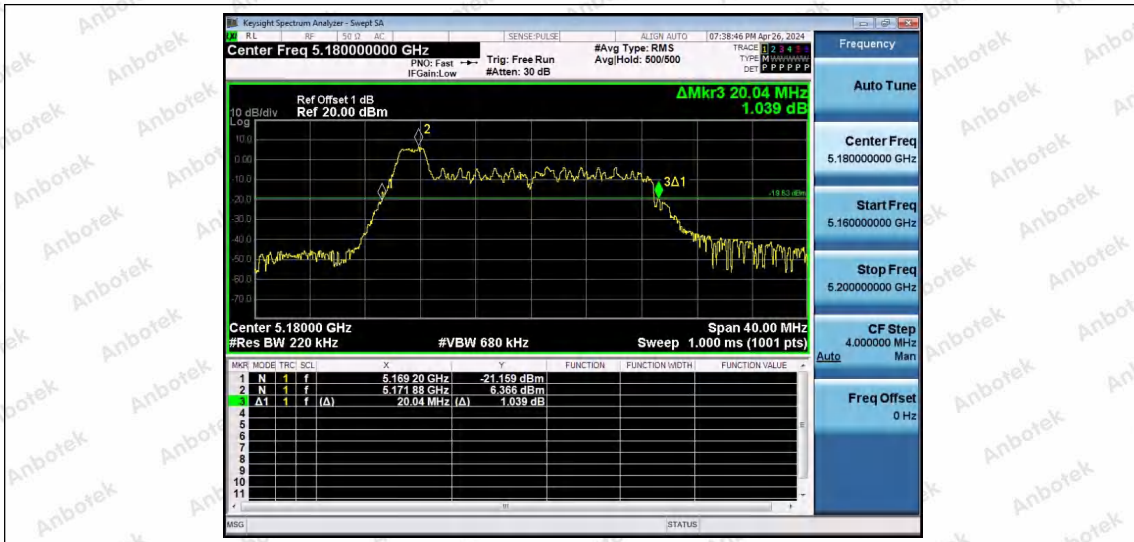 Keysight Spectrum Analyzer - Swept SA
RL RF 50 Ω AC SENSE:PULSE ALIGN AUTO 07:38:46 PM Apr 26, 2024
Center Freq 5.180000000 GHz
PNO: Fast
IFGain:Low
Trig: Free Run
#Atten: 30 dB
#Avg Type: RMS
Avg|Hold: 500/500
TRACE 1 2 3 4 5 6
TYPE M WWWWW
DET P P P P P P
Frequency
Auto Tune
Center Freq
5.180000000 GHz
Start Freq
5.160000000 GHz
Stop Freq
5.200000000 GHz
CF Step
4.000000 MHz
Auto Man
Freq Offset
0 Hz
ΔMkr3 20.04 MHz
1.039 dB
Ref Offset 1 dB
10 dB/div Ref 20.00 dBm
Log
10.0
0.00
-10.0
-20.0
-30.0
-40.0
-50.0
-60.0
-70.0
2
3Δ1
-19.63 dBm
Center 5.18000 GHz Span 40.00 MHz
#Res BW 220 kHz #VBW 680 kHz Sweep 1.000 ms (1001 pts)
MKR MODE TRC SCL X Y FUNCTION FUNCTION WIDTH FUNCTION VALUE
1 N 1 f 5.169 20 GHz -21.159 dBm
2 N 1 f 5.171 88 GHz 6.366 dBm
3 Δ1 1 f (Δ) 20.04 MHz (Δ) 1.039 dB
4
5
6
7
8
9
10
11
MSG STATUS
Anbotek